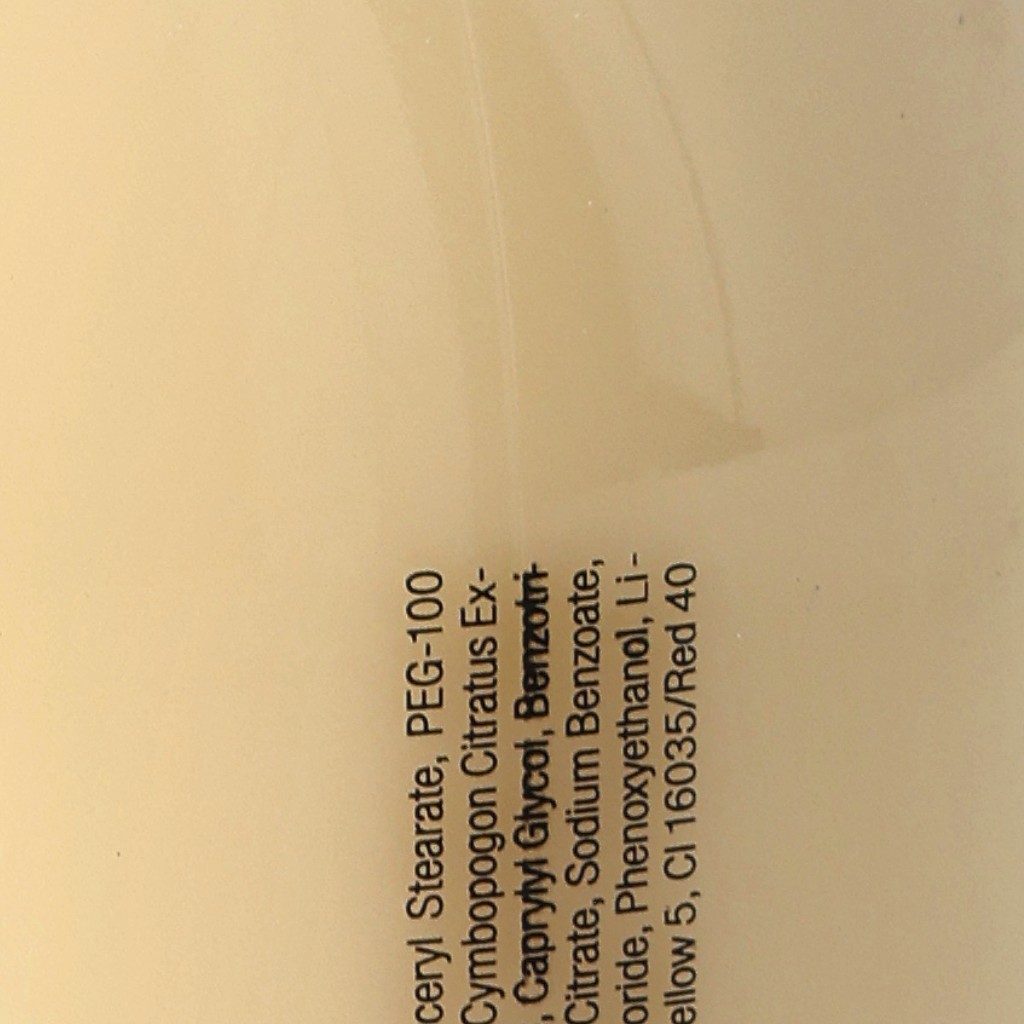 ceryl Stearate, PEG-100
Cymbopogon Citratus Ex-
, Caprylyl Glycol, Benzotri-
Citrate, Sodium Benzoate,
oride, Phenoxyethanol, Li-
ellow 5, CI 16035/Red 40